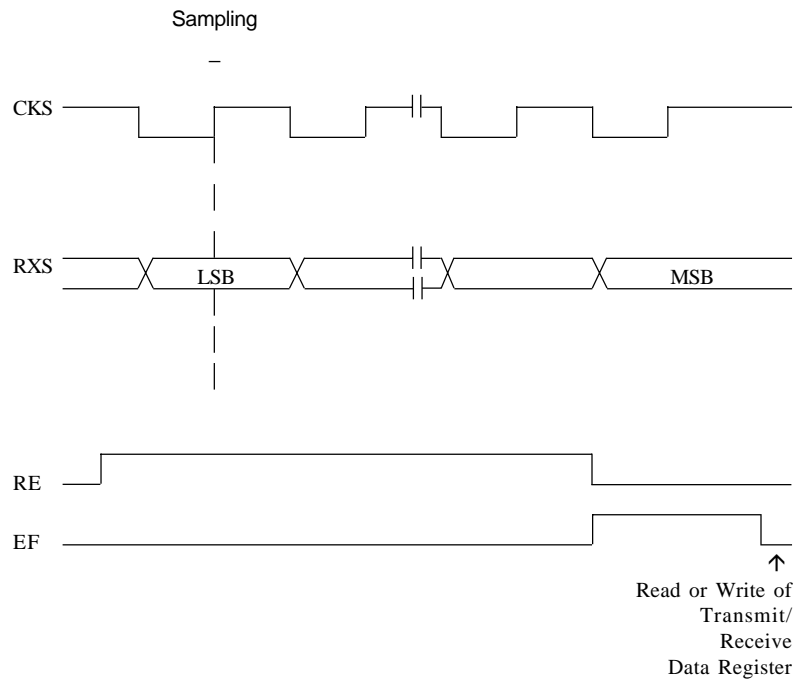 Sampling
CKS
RXS
LSB
MSB
RE
EF
Read or Write of
Transmit/
Receive
Data Register